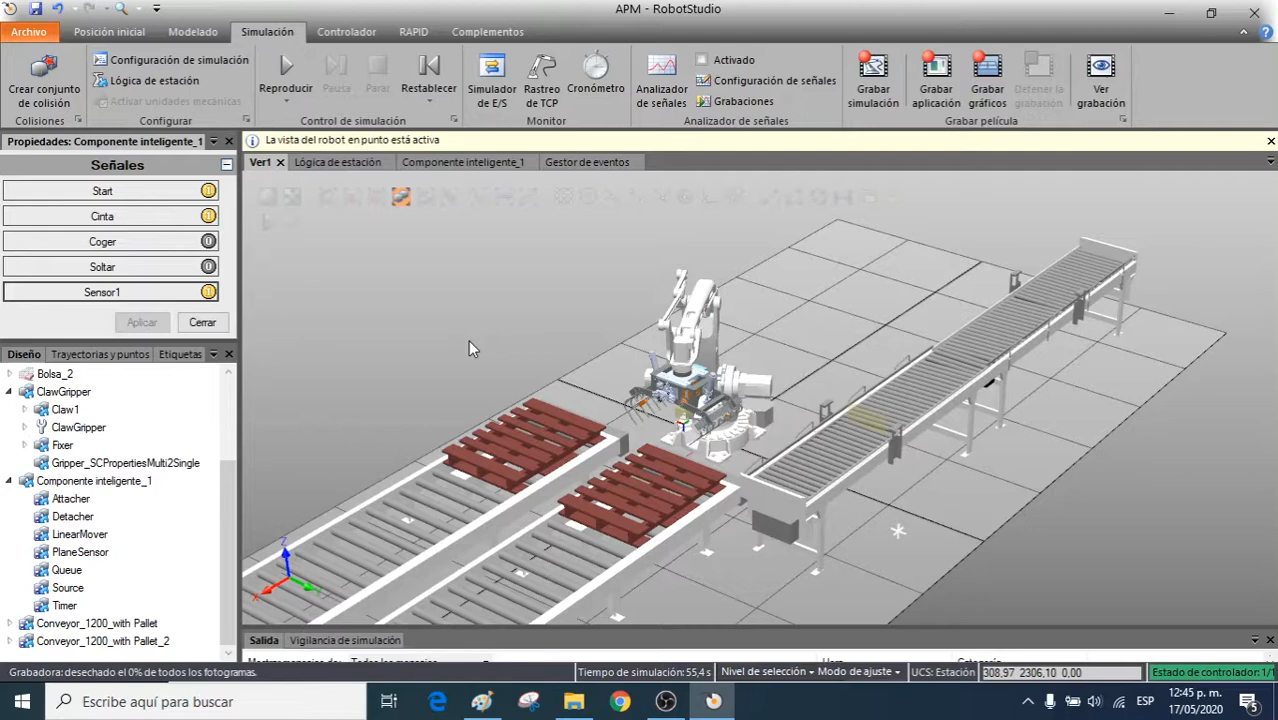 APM - RobotStudio
Archivo Posición inicial Modelado Simulación Controlador RAPID Complementos
Crear conjunto de colisión
Configuración de simulación
Lógica de estación
Activar unidades mecánicas
Reproducir Pausa Parar Restablecer
Simulador de E/S
Rastreo de TCP
Cronómetro
Analizador de señales
Activado
Configuración de señales
Grabaciones
Grabar simulación
Grabar aplicación
Grabar gráficos
Detener la grabación
Ver grabación
Colisiones Configurar Control de simulación Monitor Analizador de señales Grabar película
Propiedades: Componente inteligente_1
La vista del robot en punto está activa
Señales
Ver1 Lógica de estación Componente inteligente_1 Gestor de eventos
Start 1
Cinta 1
Coger 0
Soltar 0
Sensor1 1
Aplicar Cerrar
Diseño Trayectorias y puntos Etiquetas
Bolsa_2
ClawGripper
Claw1
ClawGripper
Fixer
Gripper_SCPropertiesMulti2Single
Componente inteligente_1
Attacher
Detacher
LinearMover
PlaneSensor
Queue
Source
Timer
Conveyor_1200_with Pallet
Conveyor_1200_with Pallet_2
Z
X
Salida Vigilancia de simulación
Grabadora: desechado el 0% de todos los fotogramas.
Tiempo de simulación: 55,4 s
Nivel de selección Modo de ajuste
UCS: Estación
308,97 2306,10 0,00
Estado de controlador: 1/1
Escribe aquí para buscar
ESP
12:45 p. m.
17/05/2020
5